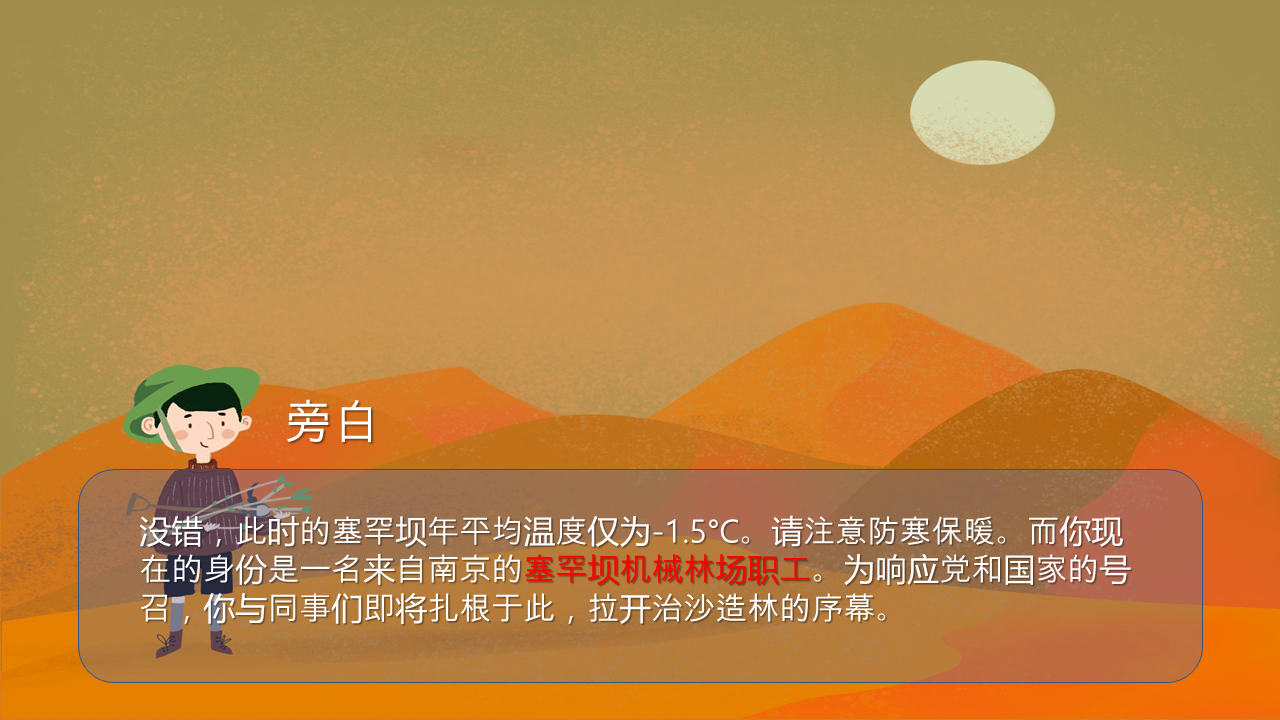 旁白
没错，此时的塞罕坝年平均温度仅为-1.5°C。请注意防寒保暖。而你现
在的身份是一名来自南京的塞罕坝机械林场职工。为响应党和国家的号
召，你与同事们即将扎根于此，拉开治沙造林的序幕。